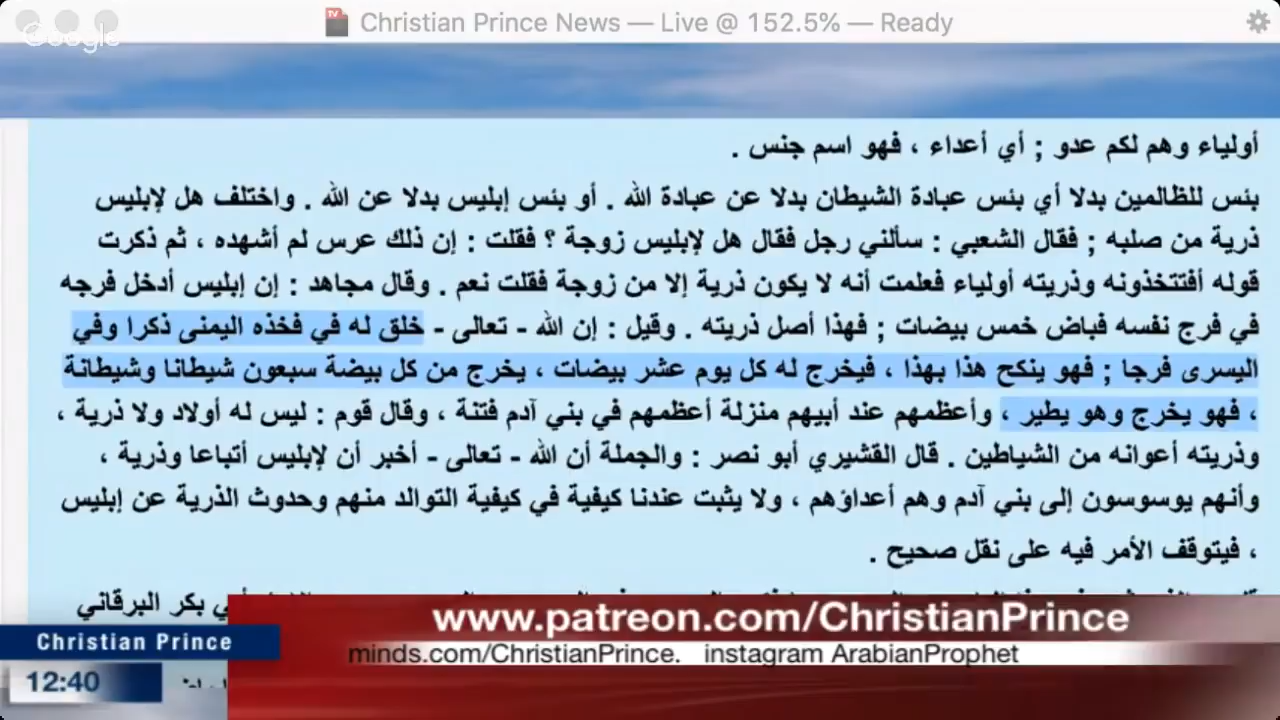 Christian Prince News — Live @ 152.5% — Ready
Google
أولياء وهم لكم عدو ; أي أعداء ، فهو اسم جنس .
بئس للظالمين بدلا أي بئس عبادة الشيطان بدلا عن عبادة الله . أو بئس إبليس بدلا عن الله . واختلف هل لإبليس
ذرية من صلبه ; فقال الشعبي : سألني رجل فقال هل لإبليس زوجة ؟ فقلت : إن ذلك عرس لم أشهده ، ثم ذكرت
قوله أفتتخذونه وذريته أولياء فعلمت أنه لا يكون ذرية إلا من زوجة فقلت نعم . وقال مجاهد : إن إبليس أدخل فرجه
في فرج نفسه فباض خمس بيضات ; فهذا أصل ذريته . وقيل : إن الله - تعالى - خلق له في فخذه اليمنى ذكرا وفي
اليسرى فرجا ; فهو ينكح هذا بهذا ، فيخرج له كل يوم عشر بيضات ، يخرج من كل بيضة سبعون شيطانا وشيطانة
، فهو يخرج وهو يطير ، وأعظمهم عند أبيهم منزلة أعظمهم في بني آدم فتنة ، وقال قوم : ليس له أولاد ولا ذرية ،
وذريته أعوانه من الشياطين . قال القشيري أبو نصر : والجملة أن الله - تعالى - أخبر أن لإبليس أتباعا وذرية ،
وأنهم يوسوسون إلى بني آدم وهم أعداؤهم ، ولا يثبت عندنا كيفية في كيفية التوالد منهم وحدوث الذرية عن إبليس
، فيتوقف الأمر فيه على نقل صحيح .
بكر البرقاني
www.patreon.com/ChristianPrince
Christian Prince
minds.com/ChristianPrince. instagram ArabianProphet
12:40